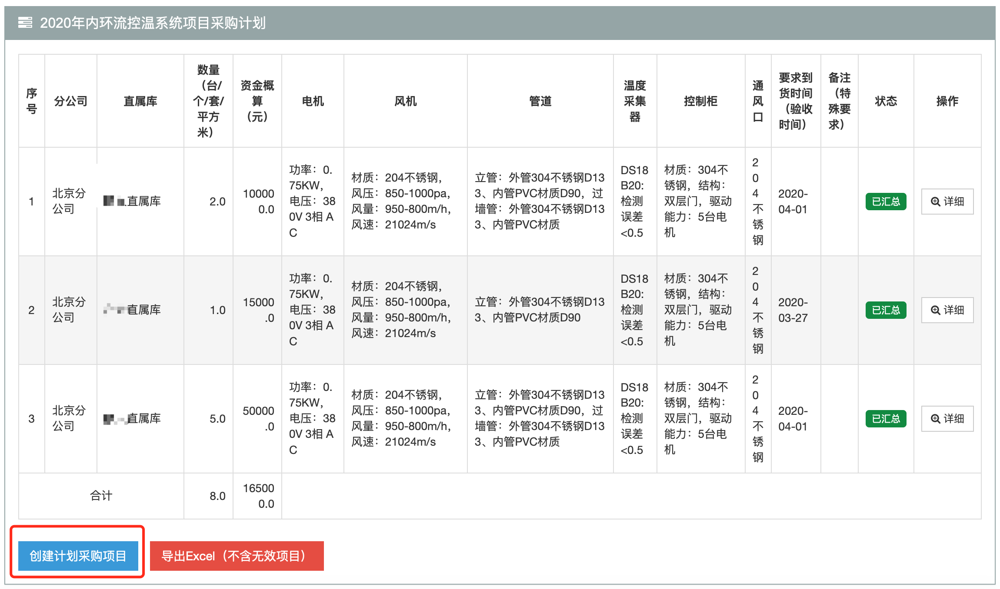 2020年内环流控温系统项目采购计划
序
号
分公司
直属库
数量
（台/
个/套/
平方
米）
资金概
算
（元）
电机
风机
管道
温度
采集
器
控制柜
通
风
口
要求到
货时间
（验收
时间）
备注
（特
殊要
求）
状态
操作
1
北京分
公司
直属库
2.0
10000
0.0
功率：0.
75KW，
电压：38
0V 3相 A
C
材质：204不锈钢，
风压：850-1000pa，
风量：950-800m/h，
风速：21024m/s
立管：外管304不锈钢D13
3、内管PVC材质D90，过
墙管：外管304不锈钢D13
3、内管PVC材质
DS18
B20:
检测
误差
<0.5
材质：304不
锈钢，结构：
双层门，驱动
能力：5台电
机
2
0
4
不
锈
钢
2020-
04-01
已汇总
详细
2
北京分
公司
直属库
1.0
15000
.0
功率：0.
75KW，
电压：38
0V 3相 A
C
材质：204不锈钢，
风压：850-1000pa，
风量：950-800m/h，
风速：21024m/s
立管：外管304不锈钢D13
3、内管PVC材质D90
DS18
B20:
检测
误差
<0.5
材质：304不
锈钢，结构：
双层门，驱动
能力：5台电
机
2
0
4
不
锈
钢
2020-
03-27
已汇总
详细
3
北京分
公司
直属库
5.0
50000
.0
功率：0.
75KW，
电压：38
0V 3相 A
C
材质：204不锈钢，
风压：850-1000pa，
风量：950-800m/h，
风速：21024m/s
立管：外管304不锈钢D13
3、内管PVC材质D90，过
墙管：外管304不锈钢D13
3、内管PVC材质
DS18
B20:
检测
误差
<0.5
材质：304不
锈钢，结构：
双层门，驱动
能力：5台电
机
2
0
4
不
锈
钢
2020-
04-01
已汇总
详细
合计
8.0
16500
0.0
创建计划采购项目
导出Excel（不含无效项目）